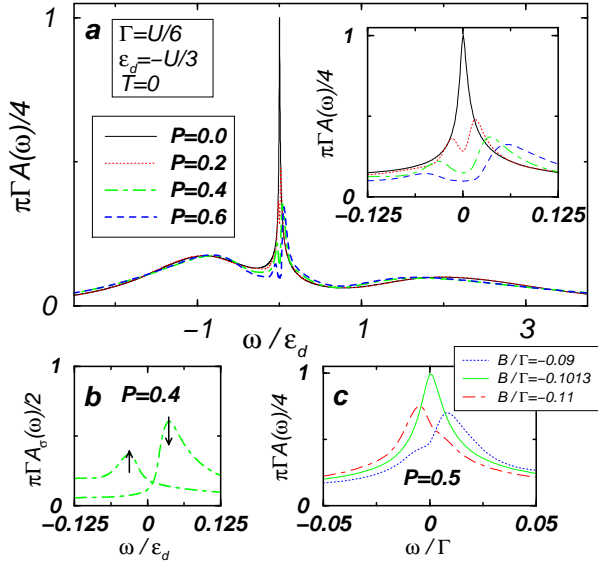 a
Γ=U/6
ε_d=-U/3
T=0
P=0.0
P=0.2
P=0.4
P=0.6
πΓA(ω)/4
1
0
-1
1
3
ω/ε_d
πΓA(ω)/4
1
0
-0.125
0
0.125
b
P=0.4
πΓA_σ(ω)/2
1
0
-0.125
0
0.125
ω/ε_d
c
B/Γ=-0.09
B/Γ=-0.1013
B/Γ=-0.11
P=0.5
πΓA(ω)/4
1
0
-0.05
0
0.05
ω/Γ